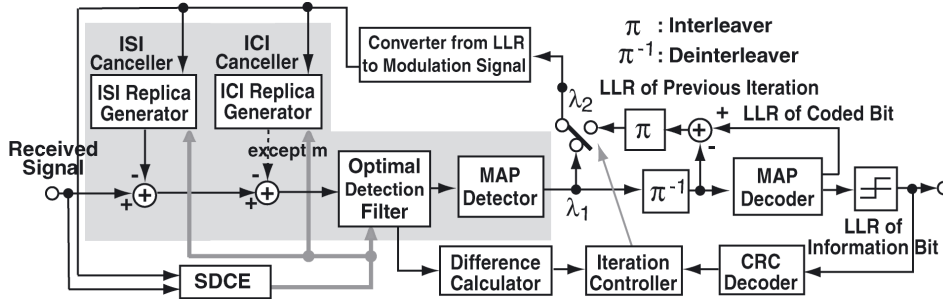 ISI
Canceller
ICI
Canceller
Converter from LLR
to Modulation Signal
π : Interleaver
π⁻¹ : Deinterleaver
ISI Replica
Generator
ICI Replica
Generator
λ₂
LLR of Previous Iteration
π
+
+
-
LLR of Coded Bit
Received
Signal
except m
-
+
+
-
+
+
Optimal
Detection
Filter
MAP
Detector
λ₁
π⁻¹
MAP
Decoder
LLR of
Information Bit
SDCE
Difference
Calculator
Iteration
Controller
CRC
Decoder